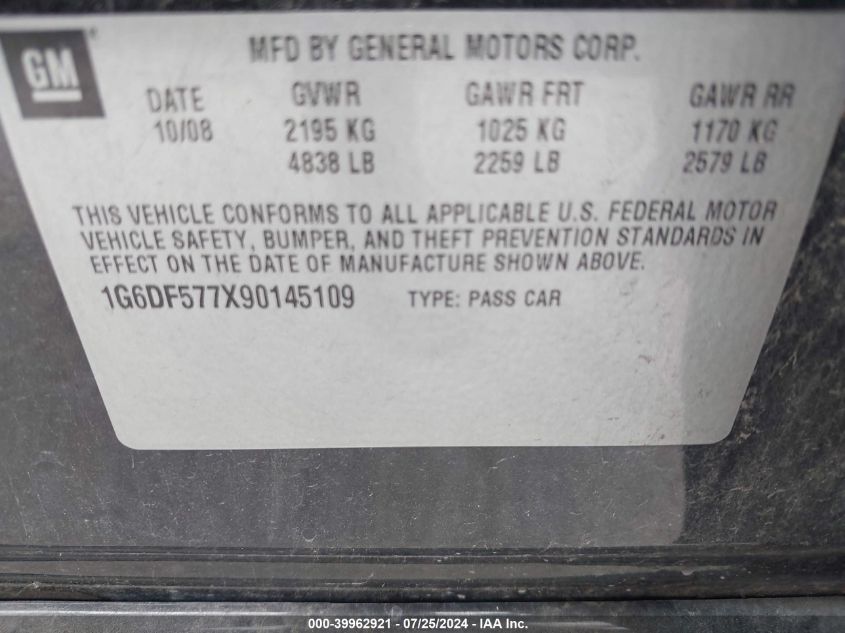 GM®
MFD BY GENERAL MOTORS CORP.
DATE GVWR GAWR FRT GAWR RR
10/08 2195 KG 1025 KG 1170 KG
4838 LB 2259 LB 2579 LB
THIS VEHICLE CONFORMS TO ALL APPLICABLE U.S. FEDERAL MOTOR
VEHICLE SAFETY, BUMPER, AND THEFT PREVENTION STANDARDS IN
EFFECT ON THE DATE OF MANUFACTURE SHOWN ABOVE.
1G6DF577X90145109 TYPE: PASS CAR
000-39962921 - 07/25/2024 - IAA Inc.